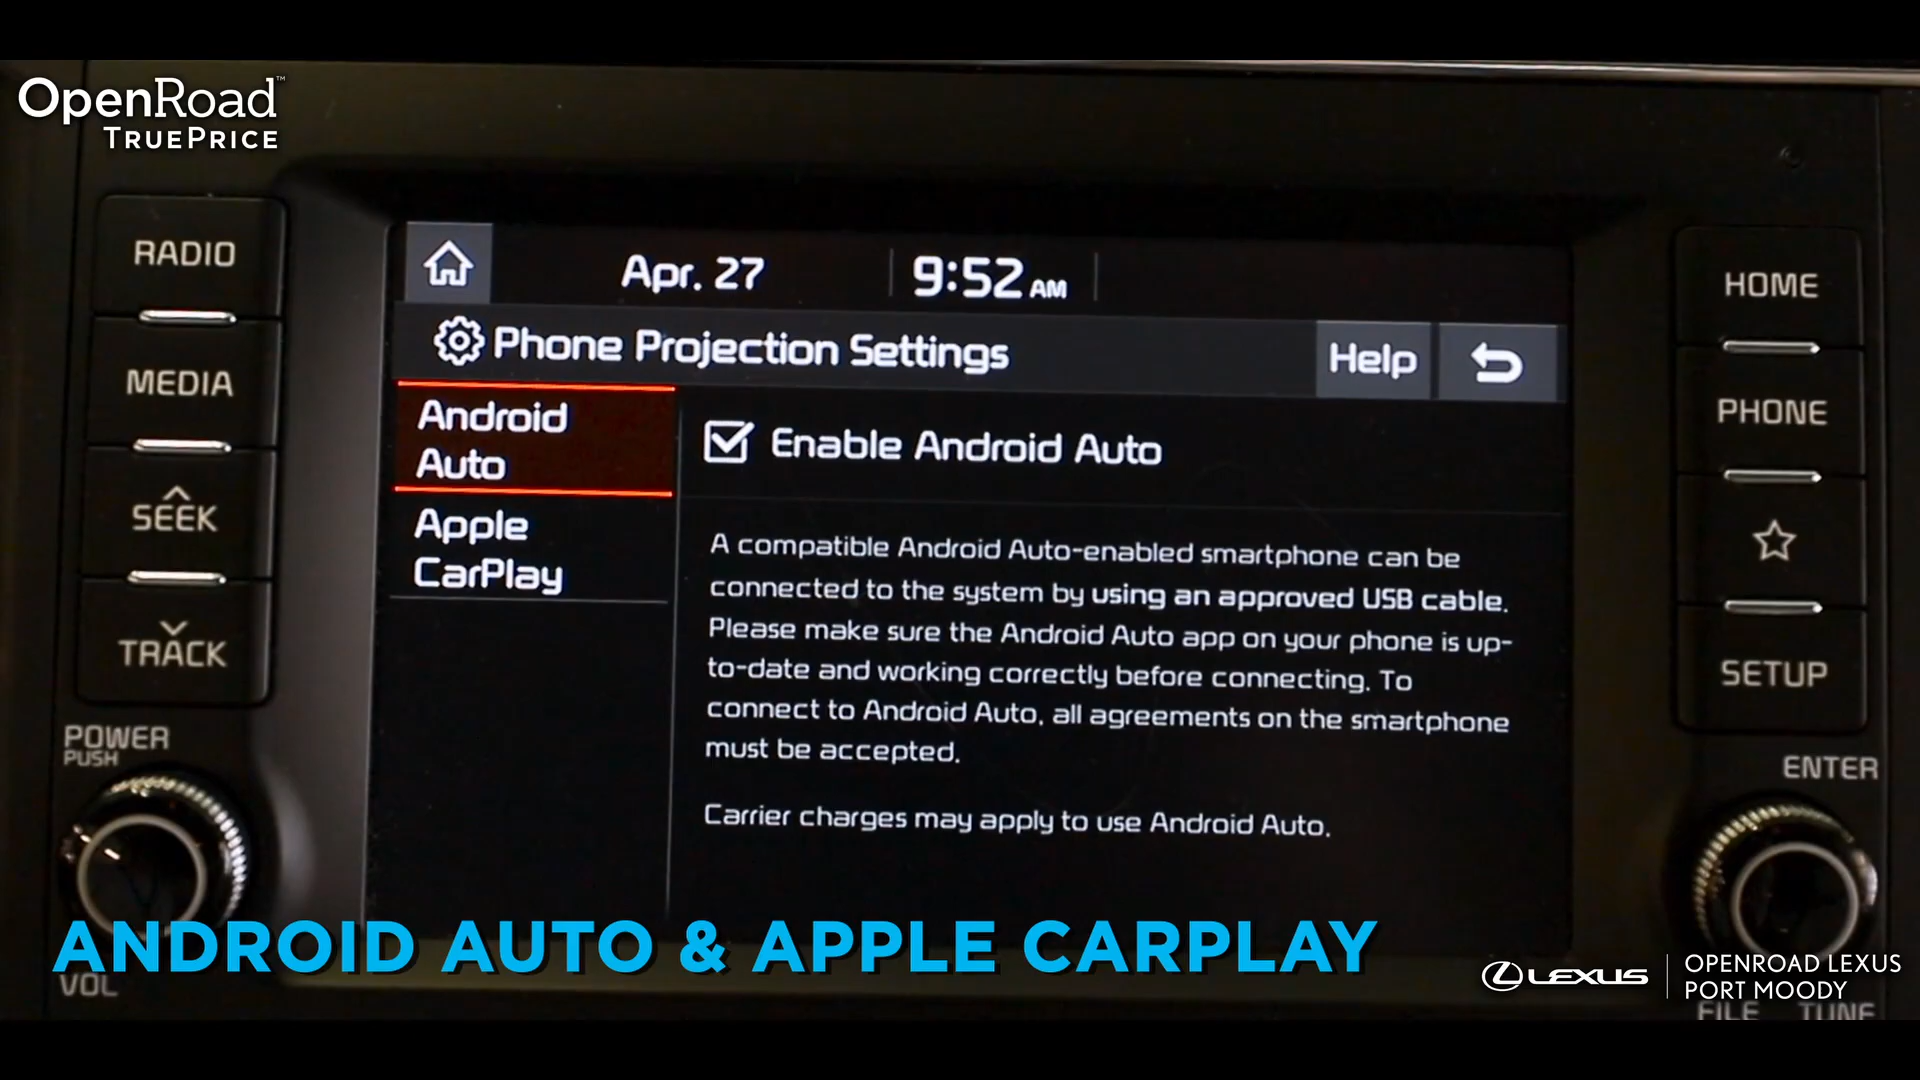 OpenRoad™
TRUEPRICE
RADIO
MEDIA
SEEK
TRACK
POWER
PUSH
VOL
Apr. 27
9:52 AM
Phone Projection Settings
Help
Android
Auto
Apple
CarPlay
Enable Android Auto
A compatible Android Auto-enabled smartphone can be
connected to the system by using an approved USB cable.
Please make sure the Android Auto app on your phone is up-
to-date and working correctly before connecting. To
connect to Android Auto, all agreements on the smartphone
must be accepted.
Carrier charges may apply to use Android Auto.
HOME
PHONE
SETUP
ENTER
FILE TUNE
ANDROID AUTO & APPLE CARPLAY
LEXUS
OPENROAD LEXUS
PORT MOODY